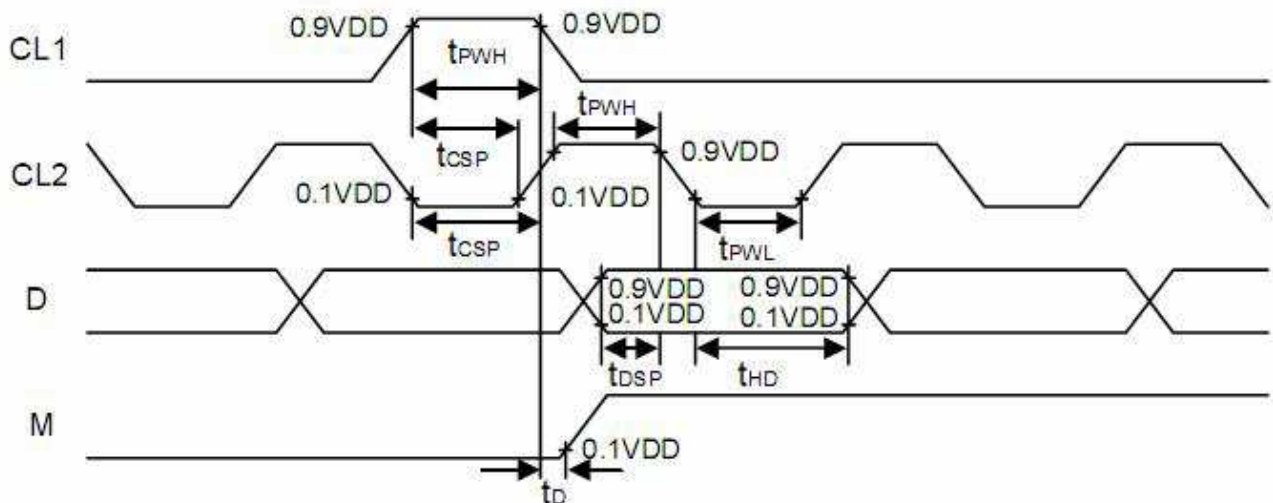 CL1
0.9VDD
0.9VDD
tPWH
tPWH
CL2
tCSP
0.9VDD
0.1VDD
0.1VDD
tCSP
tPWL
D
0.9VDD
0.9VDD
0.1VDD
0.1VDD
tDSP
tHD
M
0.1VDD
tD